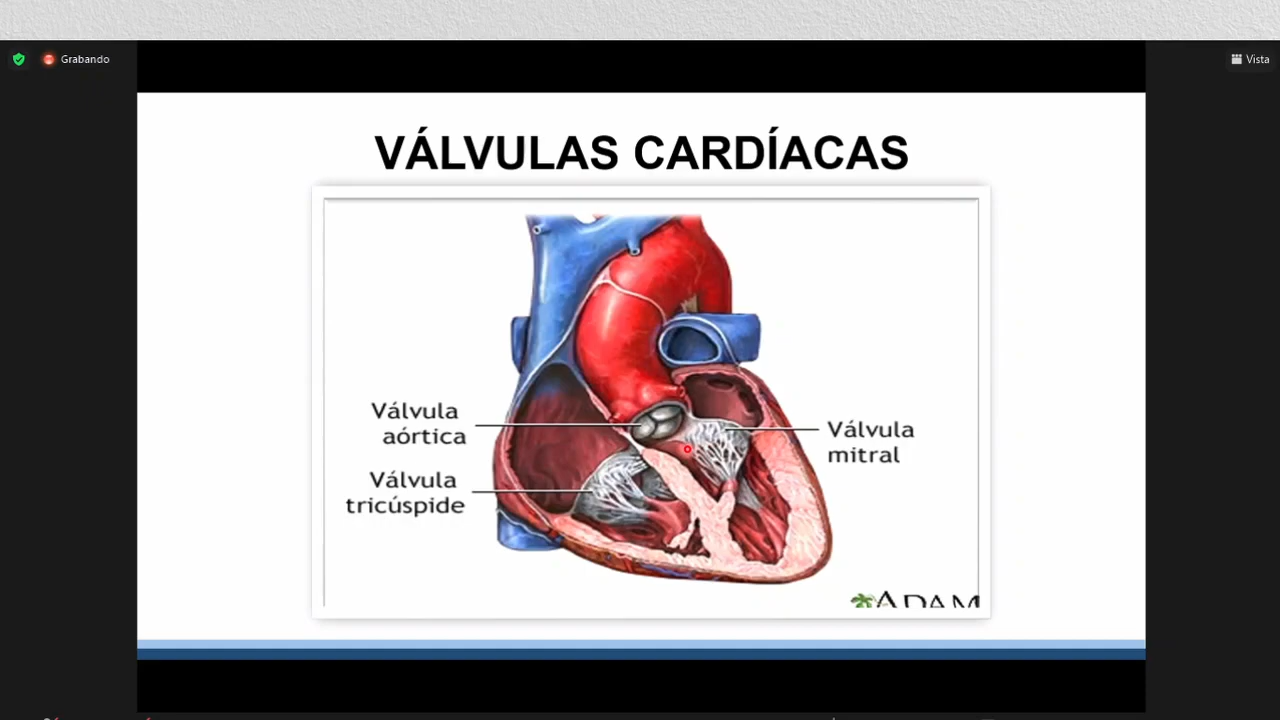 Grabando
Vista
VÁLVULAS CARDÍACAS
Válvula
aórtica
Válvula
tricúspide
Válvula
mitral
ADAM